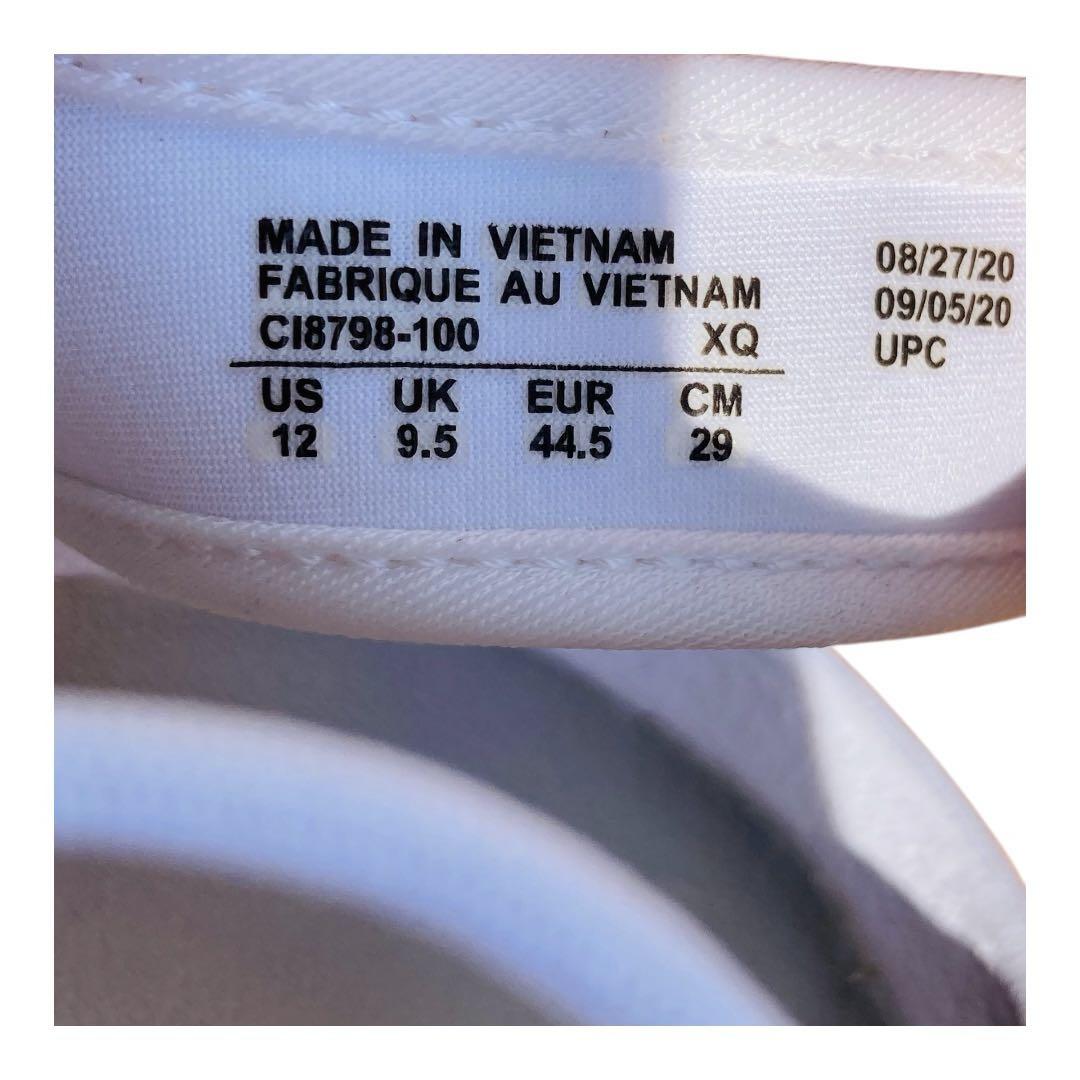 MADE IN VIETNAM
FABRIQUE AU VIETNAM
CI8798-100 XQ
US UK EUR CM
12 9.5 44.5 29
08/27/20
09/05/20
UPC